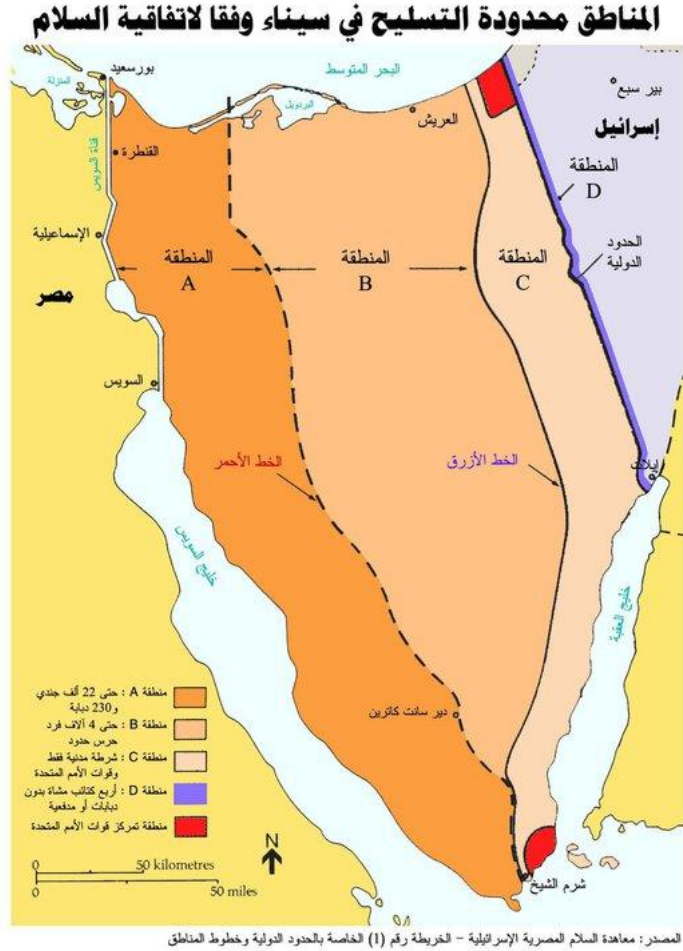 المناطق محدودة التسليح في سيناء وفقا لاتفاقية السلام
المنزلة
بورسعيد
البحر المتوسط
البردويل
العريش
بير سبع
إسرائيل
قناة السويس
القنطرة
المنطقة
D
الإسماعيلية
المنطقة
A
المنطقة
B
المنطقة
C
الحدود
الدولية
مصر
السويس
الخط الأحمر
الخط الأزرق
إيلات
خليج السويس
خليج العقبة
دير سانت كاترين
منطقة A : حتى 22 ألف جندي
و230 دبابة
منطقة B : حتى 4 آلاف فرد
حرس حدود
منطقة C : شرطة مدنية فقط
وقوات الأمم المتحدة
منطقة D : أربع كتائب مشاة بدون
دبابات أو مدفعية
منطقة تمركز قوات الأمم المتحدة
N
0 50 kilometres
0 50 miles
شرم الشيخ
المصدر: معاهدة السلام المصرية الإسرائيلية - الخريطة رقم (1) الخاصة بالحدود الدولية وخطوط المناطق